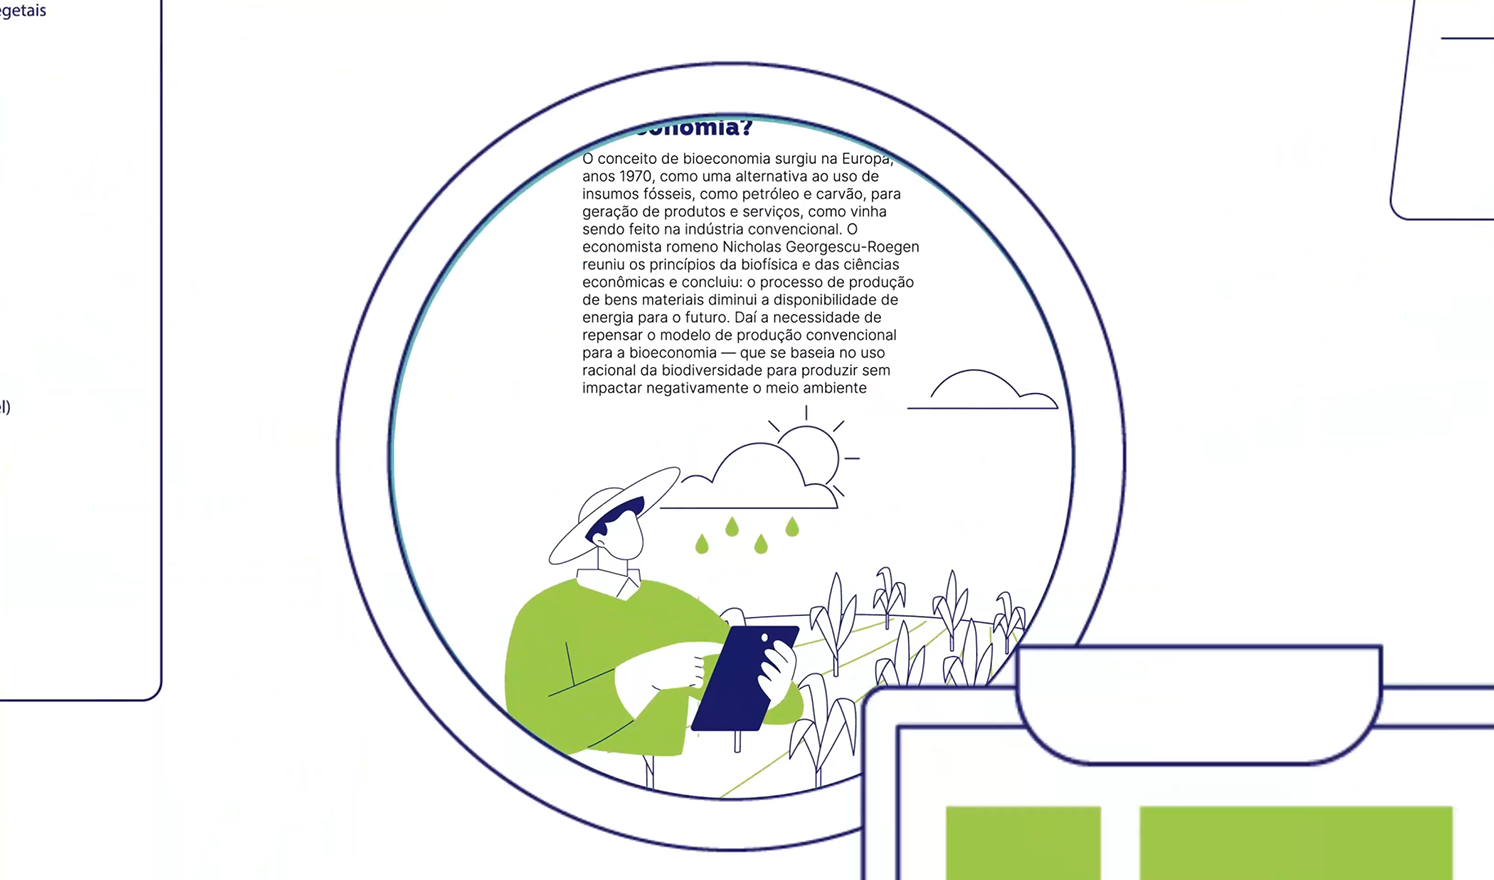 O conceito de bioeconomia surgiu na Europa,
anos 1970, como uma alternativa ao uso de
insumos fósseis, como petróleo e carvão, para
geração de produtos e serviços, como vinha
sendo feito na indústria convencional. O
economista romeno Nicholas Georgescu-Roegen
reuniu os princípios da biofísica e das ciências
econômicas e concluiu: o processo de produção
de bens materiais diminui a disponibilidade de
energia para o futuro. Daí a necessidade de
repensar o modelo de produção convencional
para a bioeconomia — que se baseia no uso
racional da biodiversidade para produzir sem
impactar negativamente o meio ambiente